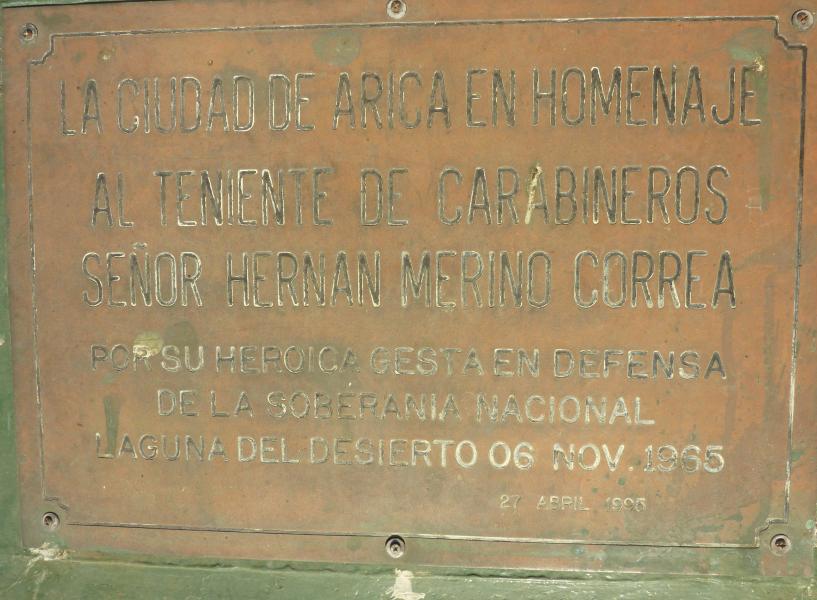 LA CIUDAD DE ARICA EN HOMENAJE
AL TENIENTE DE CARABINEROS
SEÑOR HERNAN MERINO CORREA
POR SU HEROICA GESTA EN DEFENSA
DE LA SOBERANIA NACIONAL
LAGUNA DEL DESIERTO 06 NOV. 1965
27 ABRIL 1995